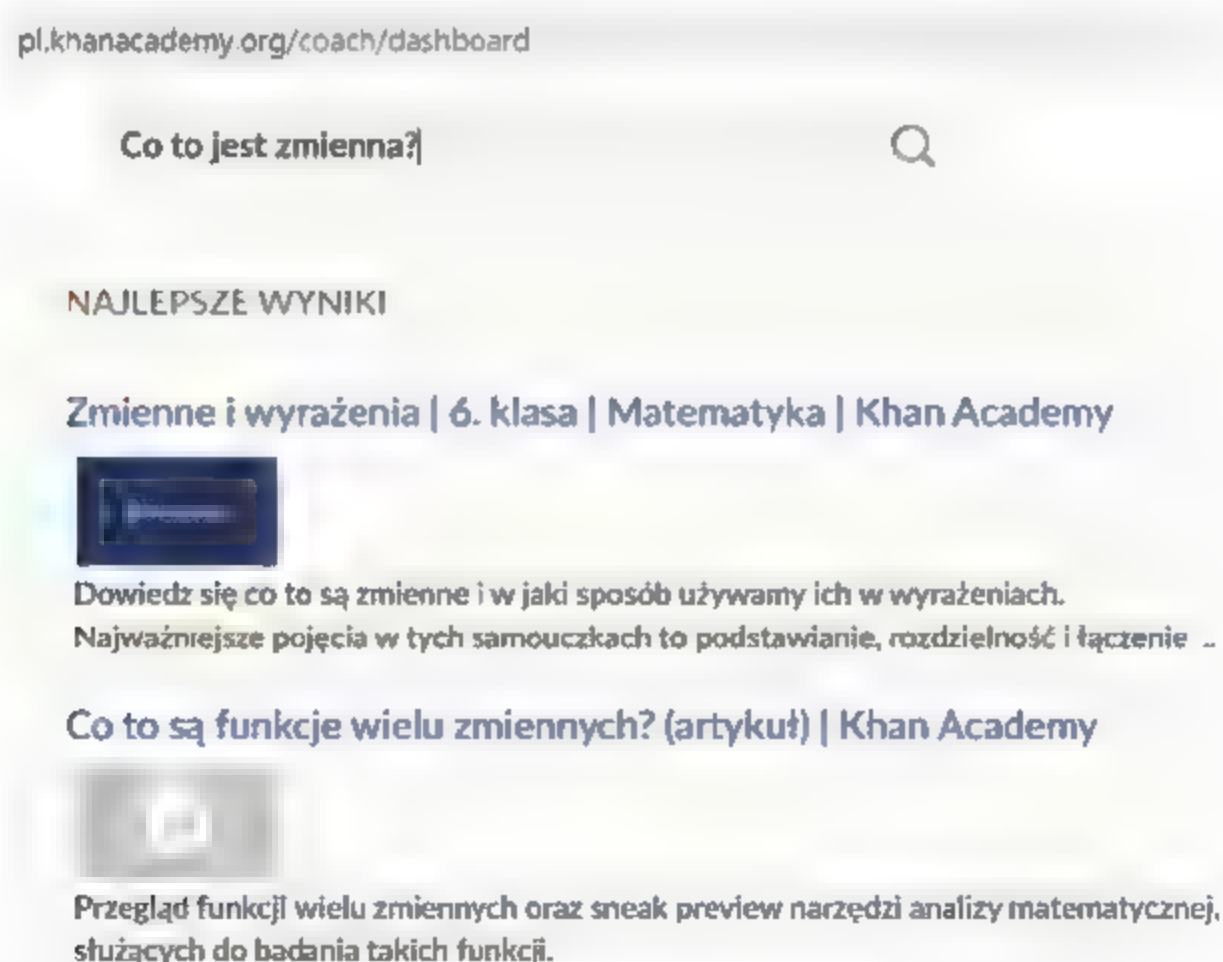 pl.khanacademy.org/coach/dashboard
Co to jest zmienna?
NAJLEPSZE WYNIKI
Zmienne i wyrażenia | 6. klasa | Matematyka | Khan Academy
Dowiedz się co to są zmienne i w jaki sposób używamy ich w wyrażeniach.
Najważniejsze pojęcia w tych samouczkach to podstawianie, rozdzielność i łączenie ...
Co to są funkcje wielu zmiennych? (artykuł) | Khan Academy
Przegląd funkcji wielu zmiennych oraz sneak preview narzędzi analizy matematycznej,
służących do badania takich funkcji.